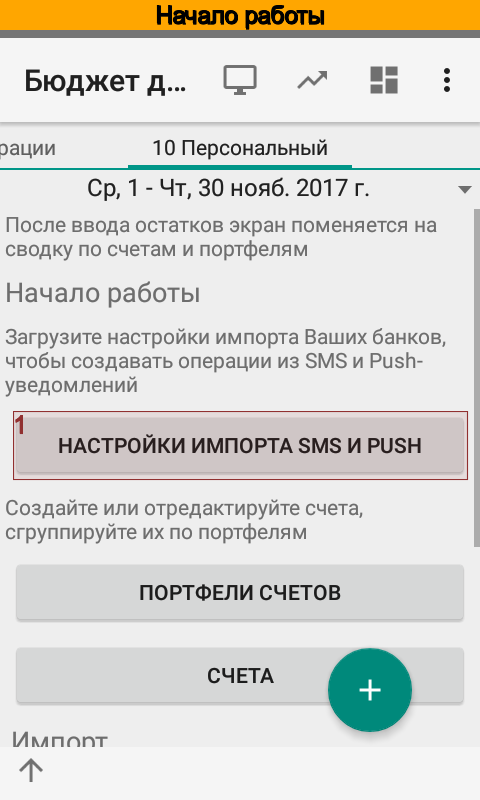 Начало работы
Бюджет д...
рации
10 Персональный
Ср, 1 - Чт, 30 нояб. 2017 г.
После ввода остатков экран поменяется на
сводку по счетам и портфелям
Начало работы
Загрузите настройки импорта Ваших банков,
чтобы создавать операции из SMS и Push-
уведомлений
1
НАСТРОЙКИ ИМПОРТА SMS И PUSH
Создайте или отредактируйте счета,
сгруппируйте их по портфелям
ПОРТФЕЛИ СЧЕТОВ
СЧЕТА
Импорт